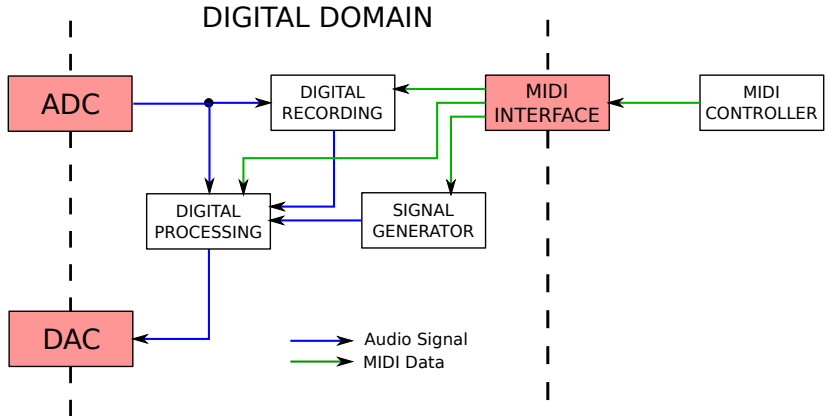 DIGITAL DOMAIN
ADC
DIGITAL
RECORDING
MIDI
INTERFACE
MIDI
CONTROLLER
DIGITAL
PROCESSING
SIGNAL
GENERATOR
DAC
Audio Signal
MIDI Data